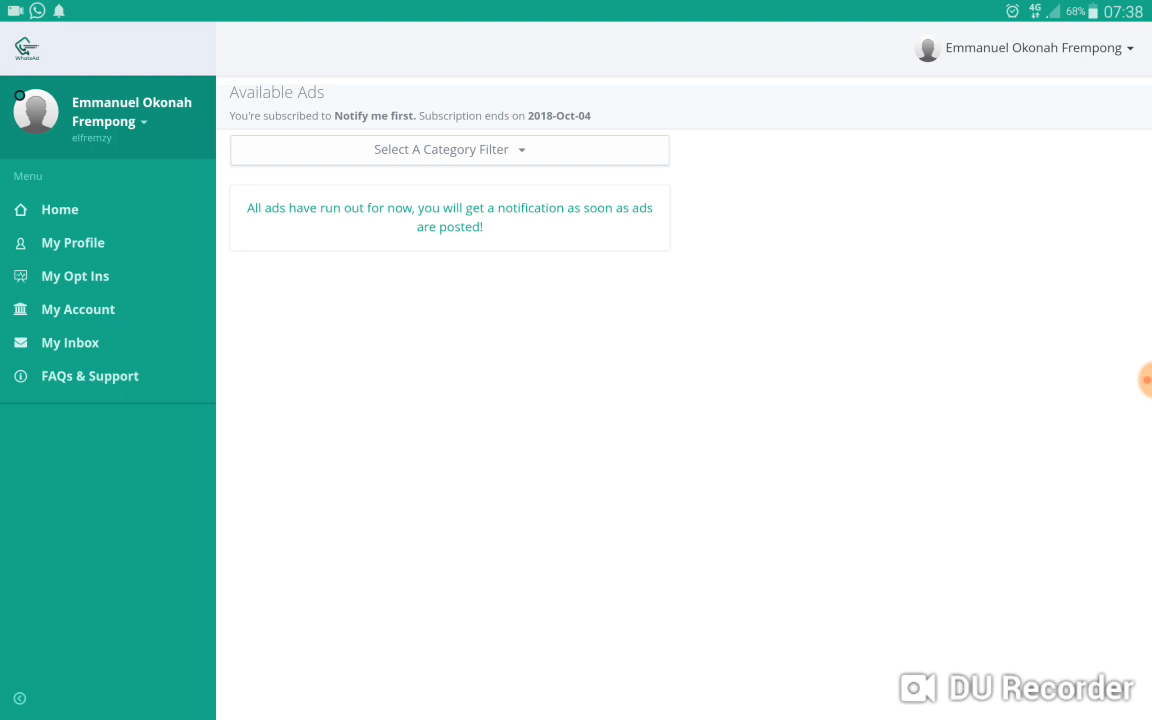 4G 68% 07:38
WhatsAd
Emmanuel Okonah Frempong
Emmanuel Okonah
Frempong
elfremzy
Menu
Home
My Profile
My Opt Ins
My Account
My Inbox
FAQs & Support
Available Ads
You're subscribed to Notify me first. Subscription ends on 2018-Oct-04
Select A Category Filter
All ads have run out for now, you will get a notification as soon as ads
are posted!
DU Recorder